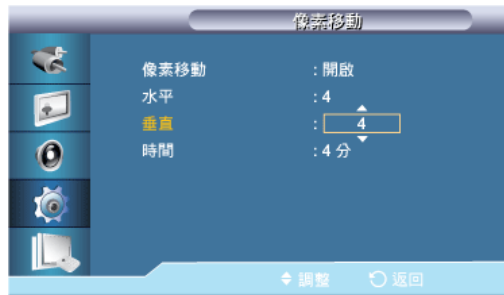 像素移動
像素移動 : 開啟
水平 : 4
垂直 : 4
時間 : 4 分
調整 返回